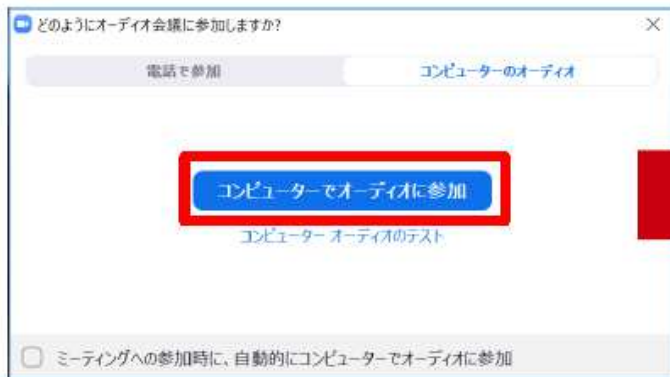 どのようにオーディオ会議に参加しますか?
電話で参加
コンピューターのオーディオ
コンピューターでオーディオに参加
コンピューター オーディオのテスト
ミーティングへの参加時に、自動的にコンピューターでオーディオに参加